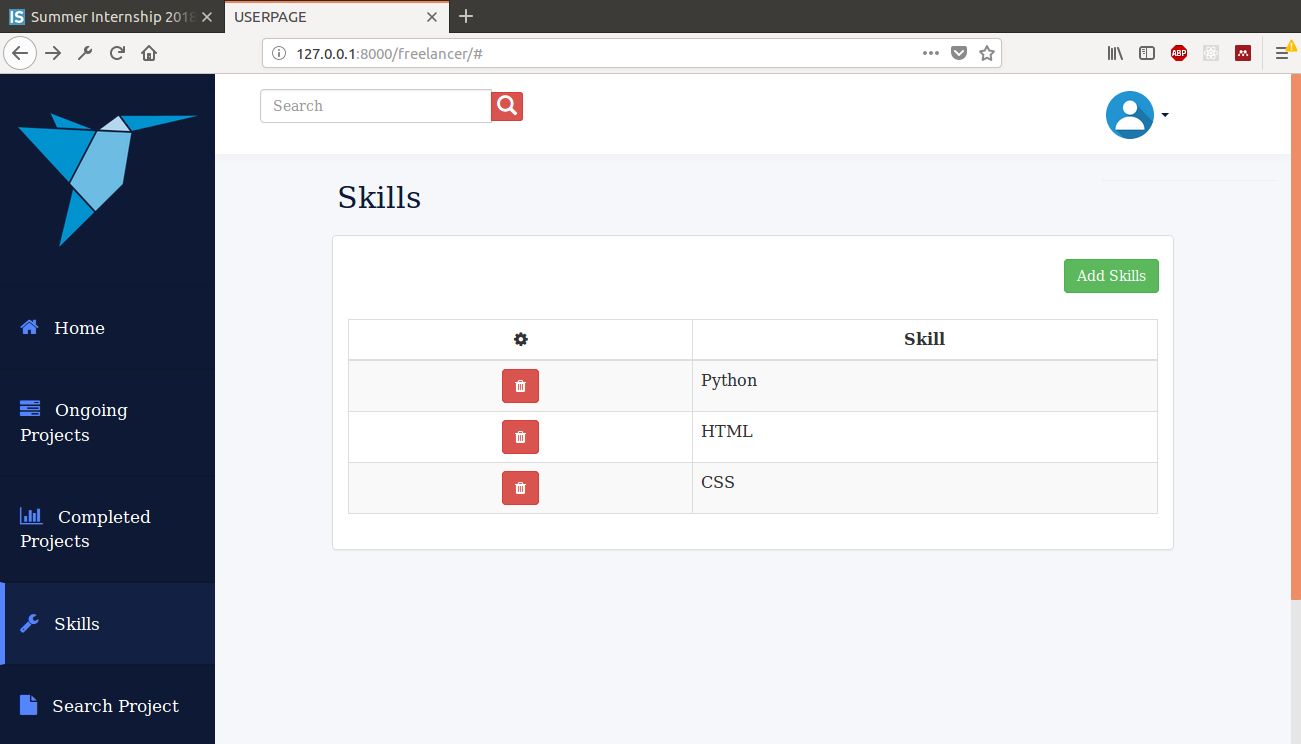 IS Summer Internship 2018
USERPAGE
127.0.0.1:8000/freelancer/#
ABP
Search
Skills
Add Skills
Skill
Python
HTML
CSS
Home
Ongoing
Projects
Completed
Projects
Skills
Search Project